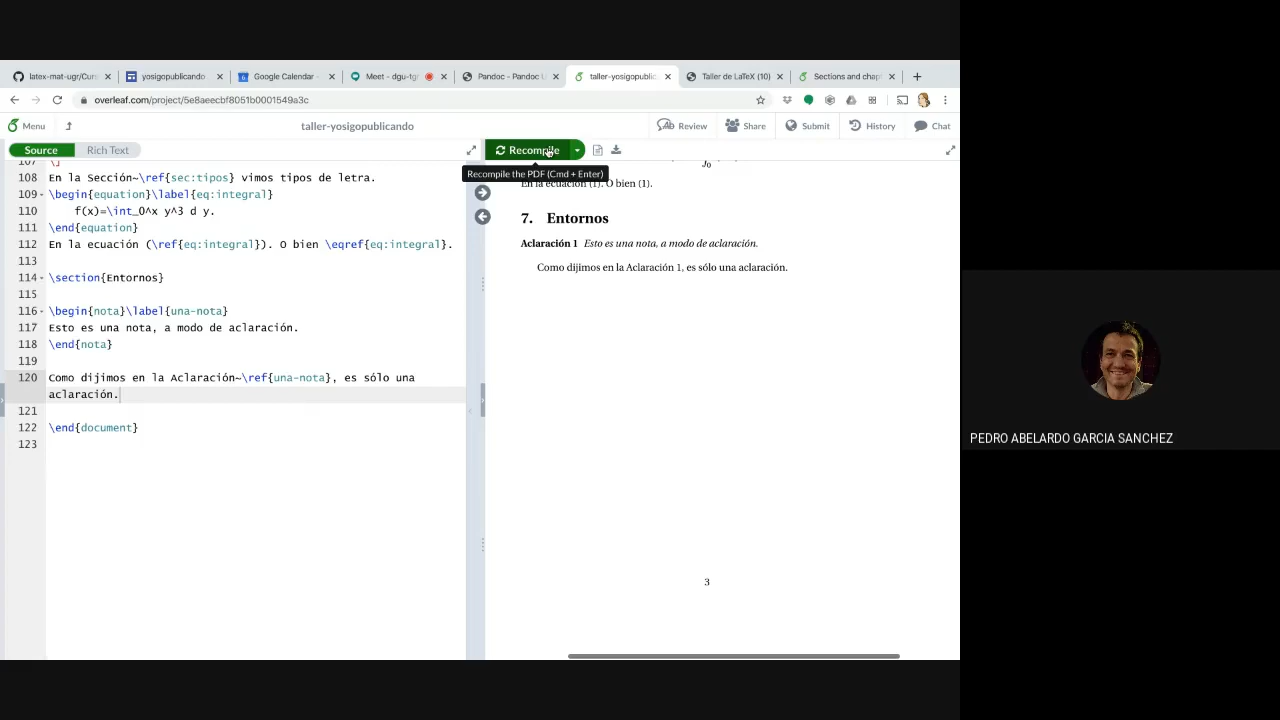 latex-mat-ugr/Curs
yosigopublicando
Google Calendar -
Meet - dgu-tgr
Pandoc - Pandoc U
taller-yosigopublic
Taller de LaTeX (10)
Sections and chap
overleaf.com/project/5e8aeecbf8051b0001549a3c
Menu
taller-yosigopublicando
Review
Share
Submit
History
Chat
Source
Rich Text
Recompile
Recompile the PDF (Cmd + Enter)
107 \]
108 En la Sección~\ref{sec:tipos} vimos tipos de letra.
109 \begin{equation}\label{eq:integral}
110 f(x)=\int_0^x y^3 d y.
111 \end{equation}
112 En la ecuación (\ref{eq:integral}). O bien \eqref{eq:integral}.
113
114 \section{Entornos}
115
116 \begin{nota}\label{una-nota}
117 Esto es una nota, a modo de aclaración.
118 \end{nota}
119
120 Como dijimos en la Aclaración~\ref{una-nota}, es sólo una
aclaración.
121
122 \end{document}
123
J0
En la ecuación (1). O bien (1).
7. Entornos
Aclaración 1 Esto es una nota, a modo de aclaración.
Como dijimos en la Aclaración 1, es sólo una aclaración.
3
PEDRO ABELARDO GARCIA SANCHEZ